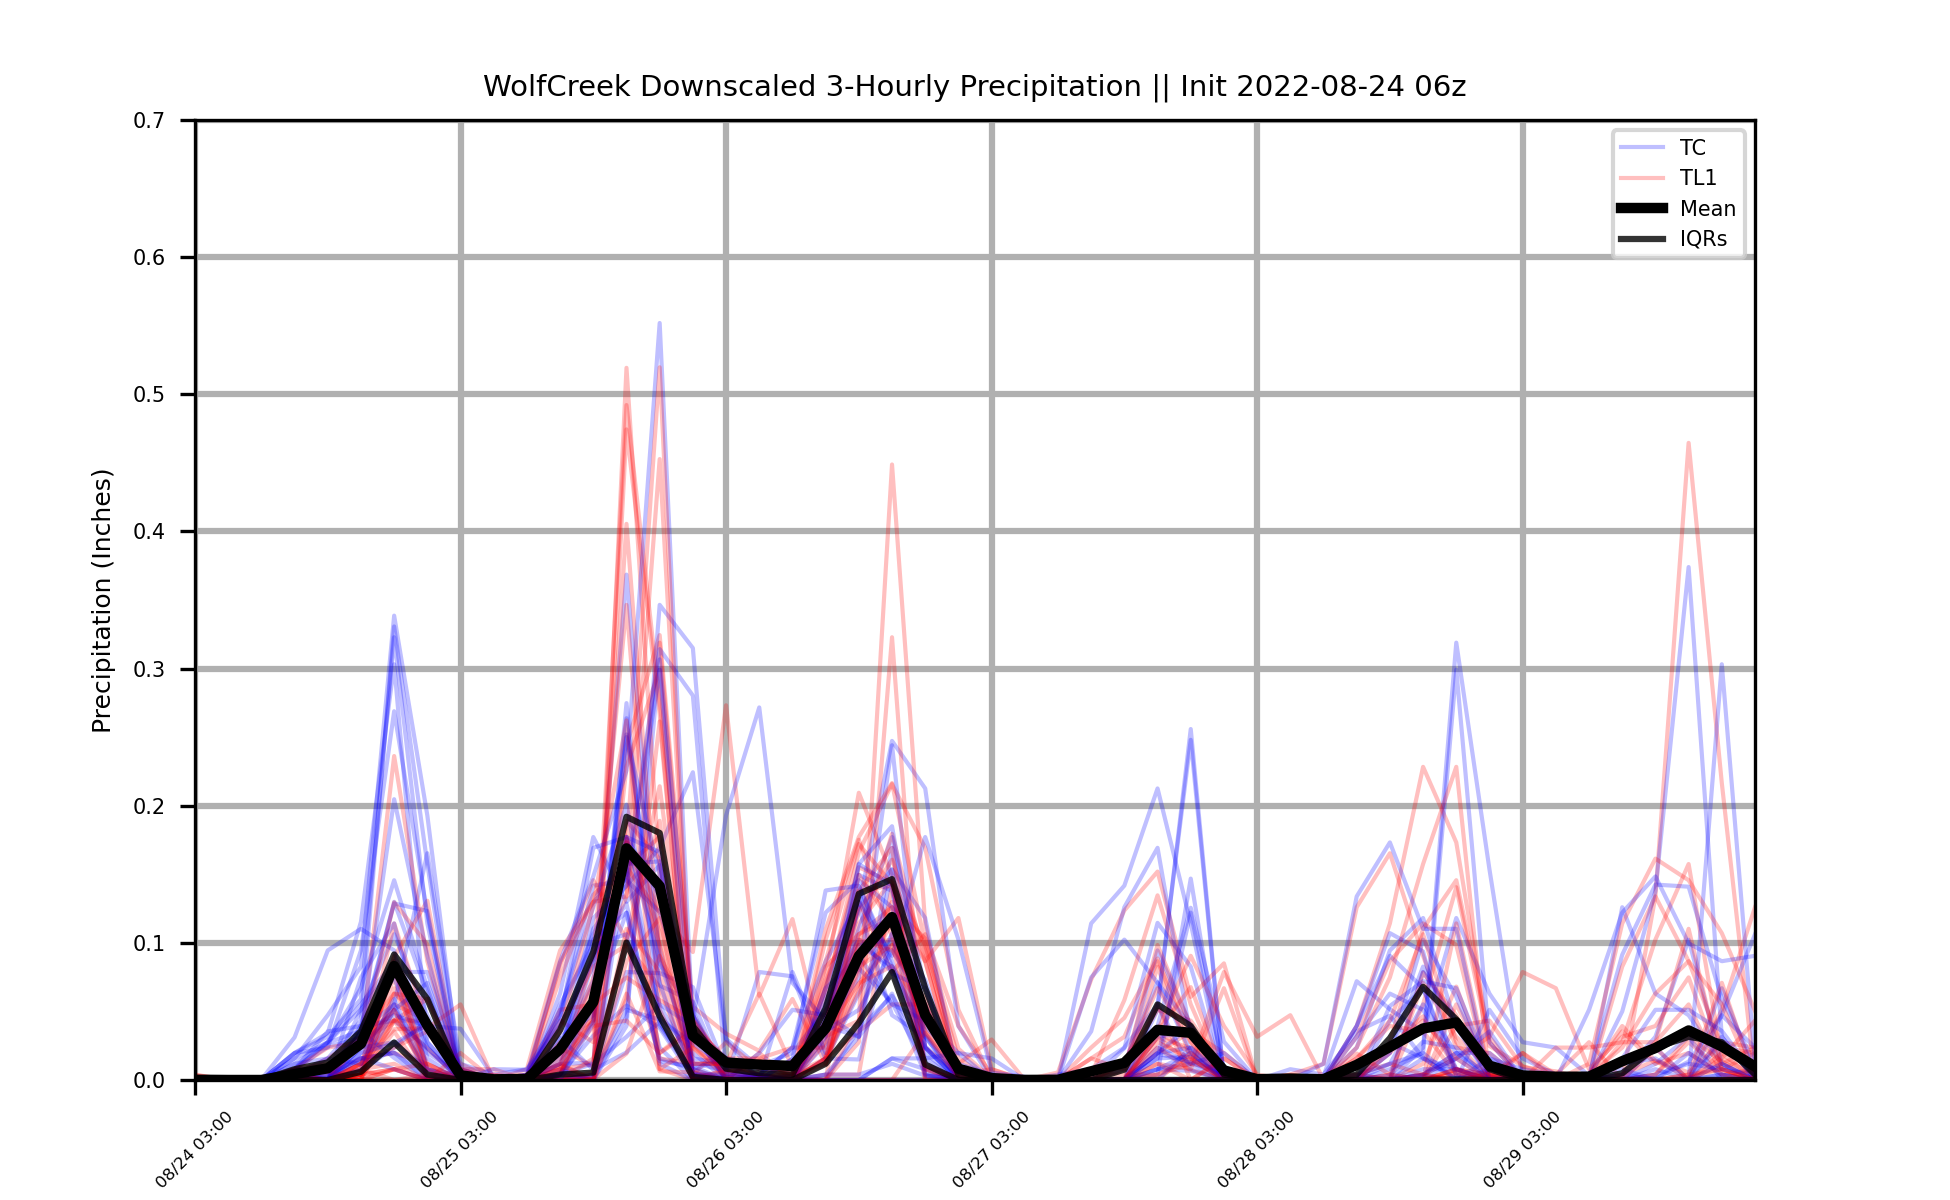 WolfCreek Downscaled 3-Hourly Precipitation || Init 2022-08-24 06z
TC
TL1
Mean
IQRs
Precipitation (Inches)
0.7
0.6
0.5
0.4
0.3
0.2
0.1
0.0
08/24 03:00
08/25 03:00
08/26 03:00
08/27 03:00
08/28 03:00
08/29 03:00